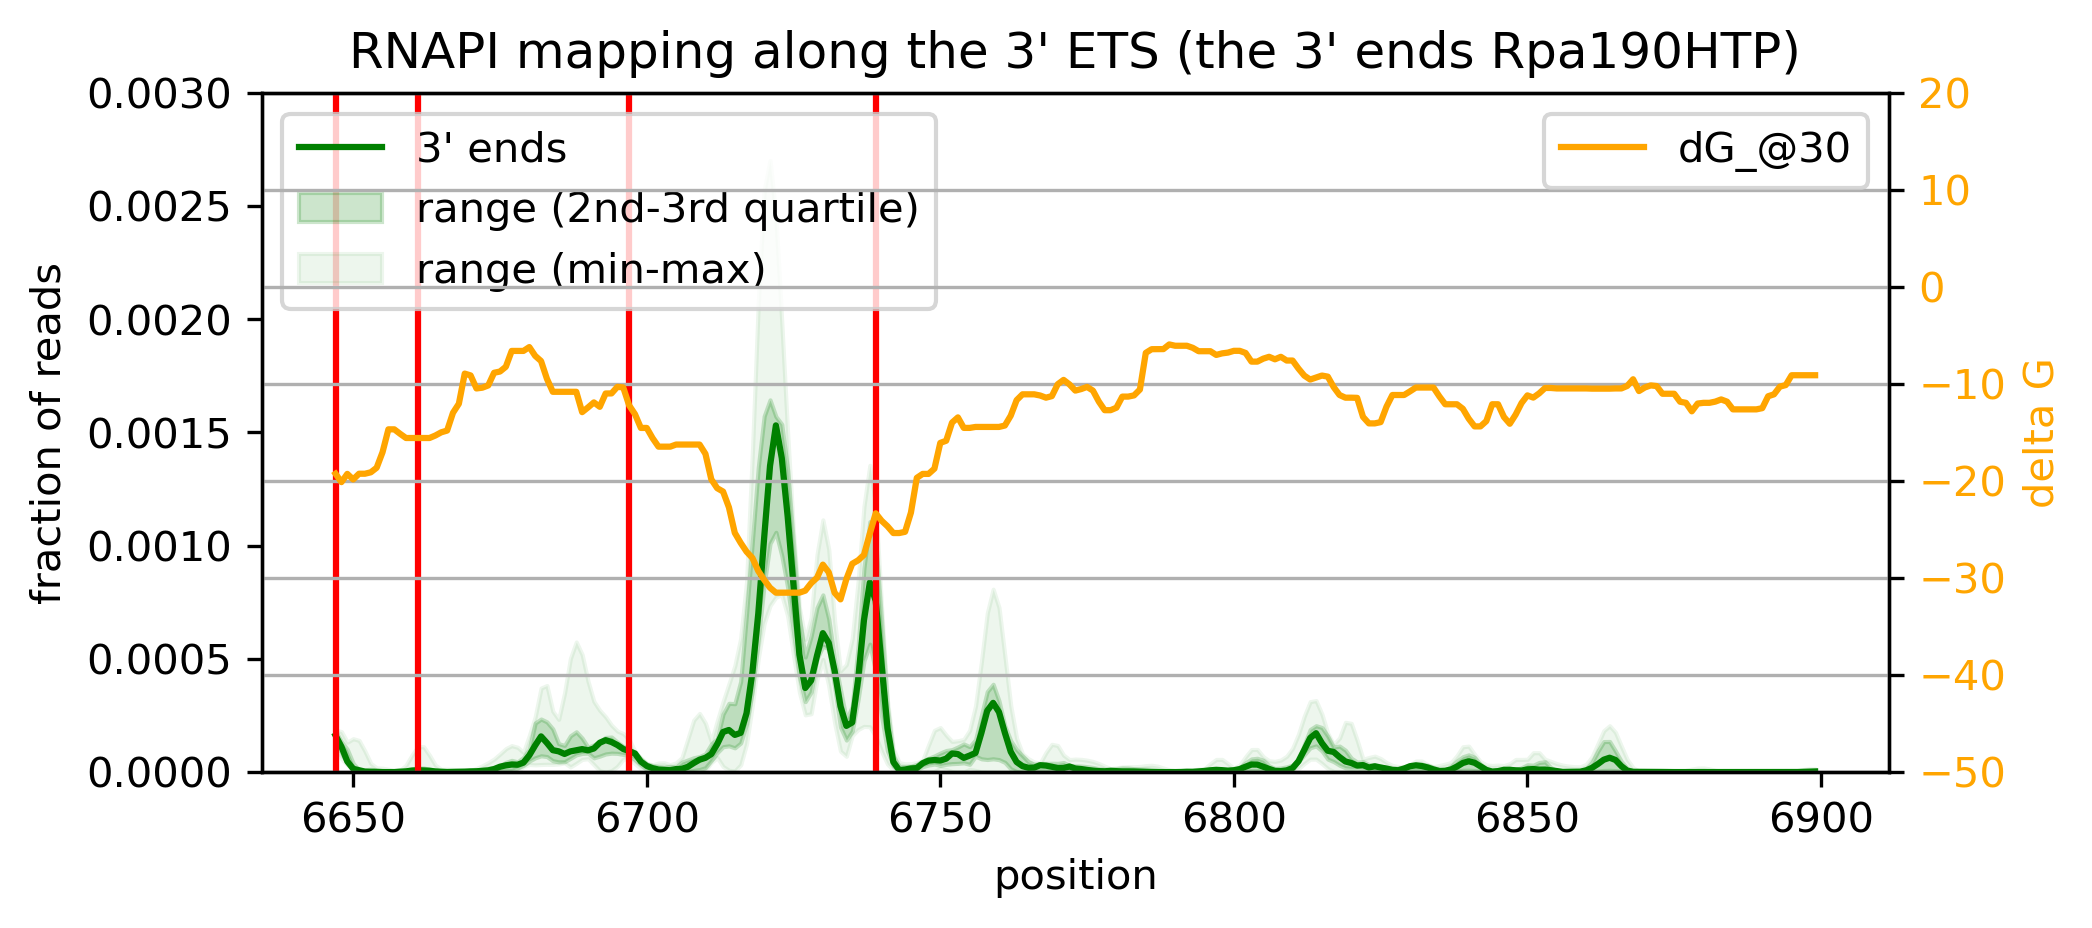 RNAPI mapping along the 3' ETS (the 3' ends Rpa190HTP)
0.0030
0.0025
0.0020
0.0015
0.0010
0.0005
0.0000
fraction of reads
3' ends
range (2nd-3rd quartile)
range (min-max)
dG_@30
20
10
0
−10
−20
−30
−40
−50
delta G
6650 6700 6750 6800 6850 6900
position